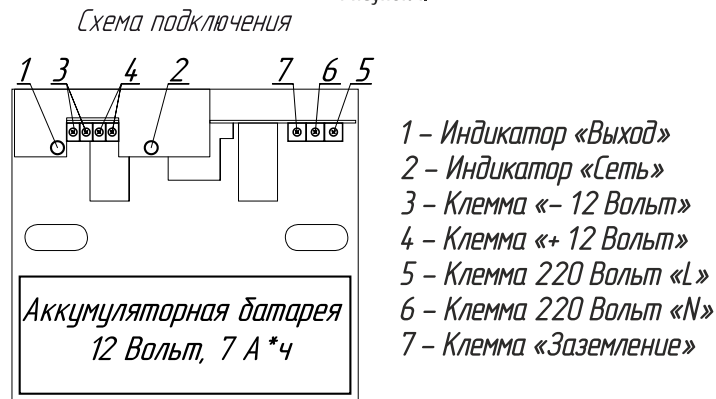 Схема подключения
1 3 4 2 7 6 5
1 – Индикатор «Выход»
2 – Индикатор «Сеть»
3 – Клемма «– 12 Вольт»
4 – Клемма «+ 12 Вольт»
5 – Клемма 220 Вольт «L»
6 – Клемма 220 Вольт «N»
7 – Клемма «Заземление»
Аккумуляторная батарея
12 Вольт, 7 А*ч